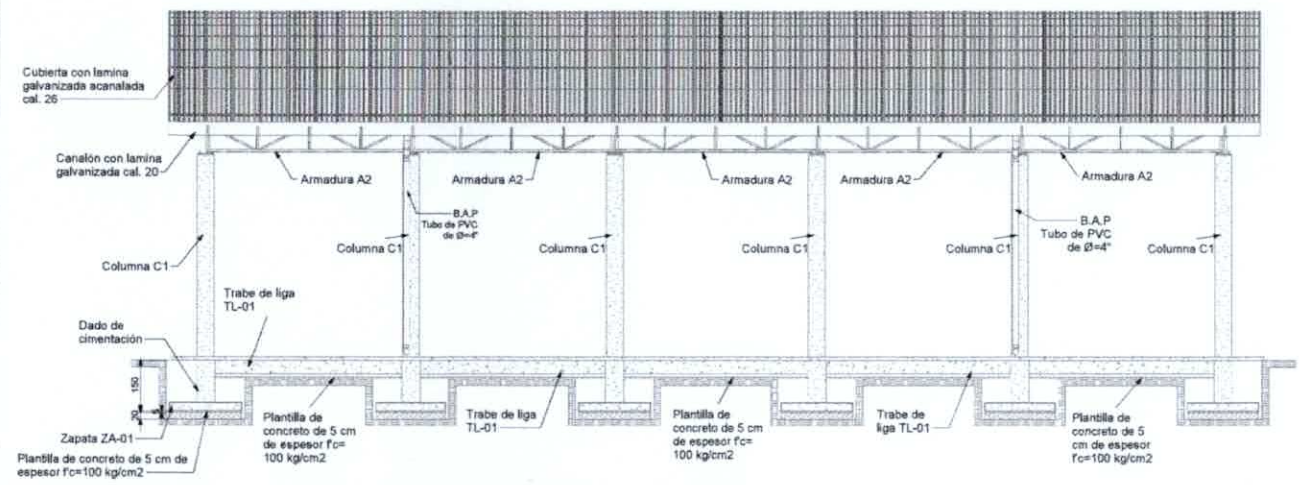 Cubierta con lamina
galvanizada acanalada
cal. 26
Canalón con lamina
galvanizada cal. 20
Armadura A2
Armadura A2
Armadura A2
Armadura A2
Armadura A2
B.A.P
Tubo de PVC
de Ø=4"
B.A.P
Tubo de PVC
de Ø=4"
Columna C1
Columna C1
Columna C1
Columna C1
Columna C1
Columna C1
Trabe de liga
TL-01
Dado de
cimentación
150
Zapata ZA-01
Plantilla de concreto de 5 cm de
espesor f'c=100 kg/cm2
Plantilla de
concreto de 5 cm
de espesor f'c=
100 kg/cm2
Trabe de liga
TL-01
Plantilla de
concreto de 5 cm
de espesor f'c=
100 kg/cm2
Trabe de
liga TL-01
Plantilla de
concreto de 5
cm de espesor
f'c=100 kg/cm2